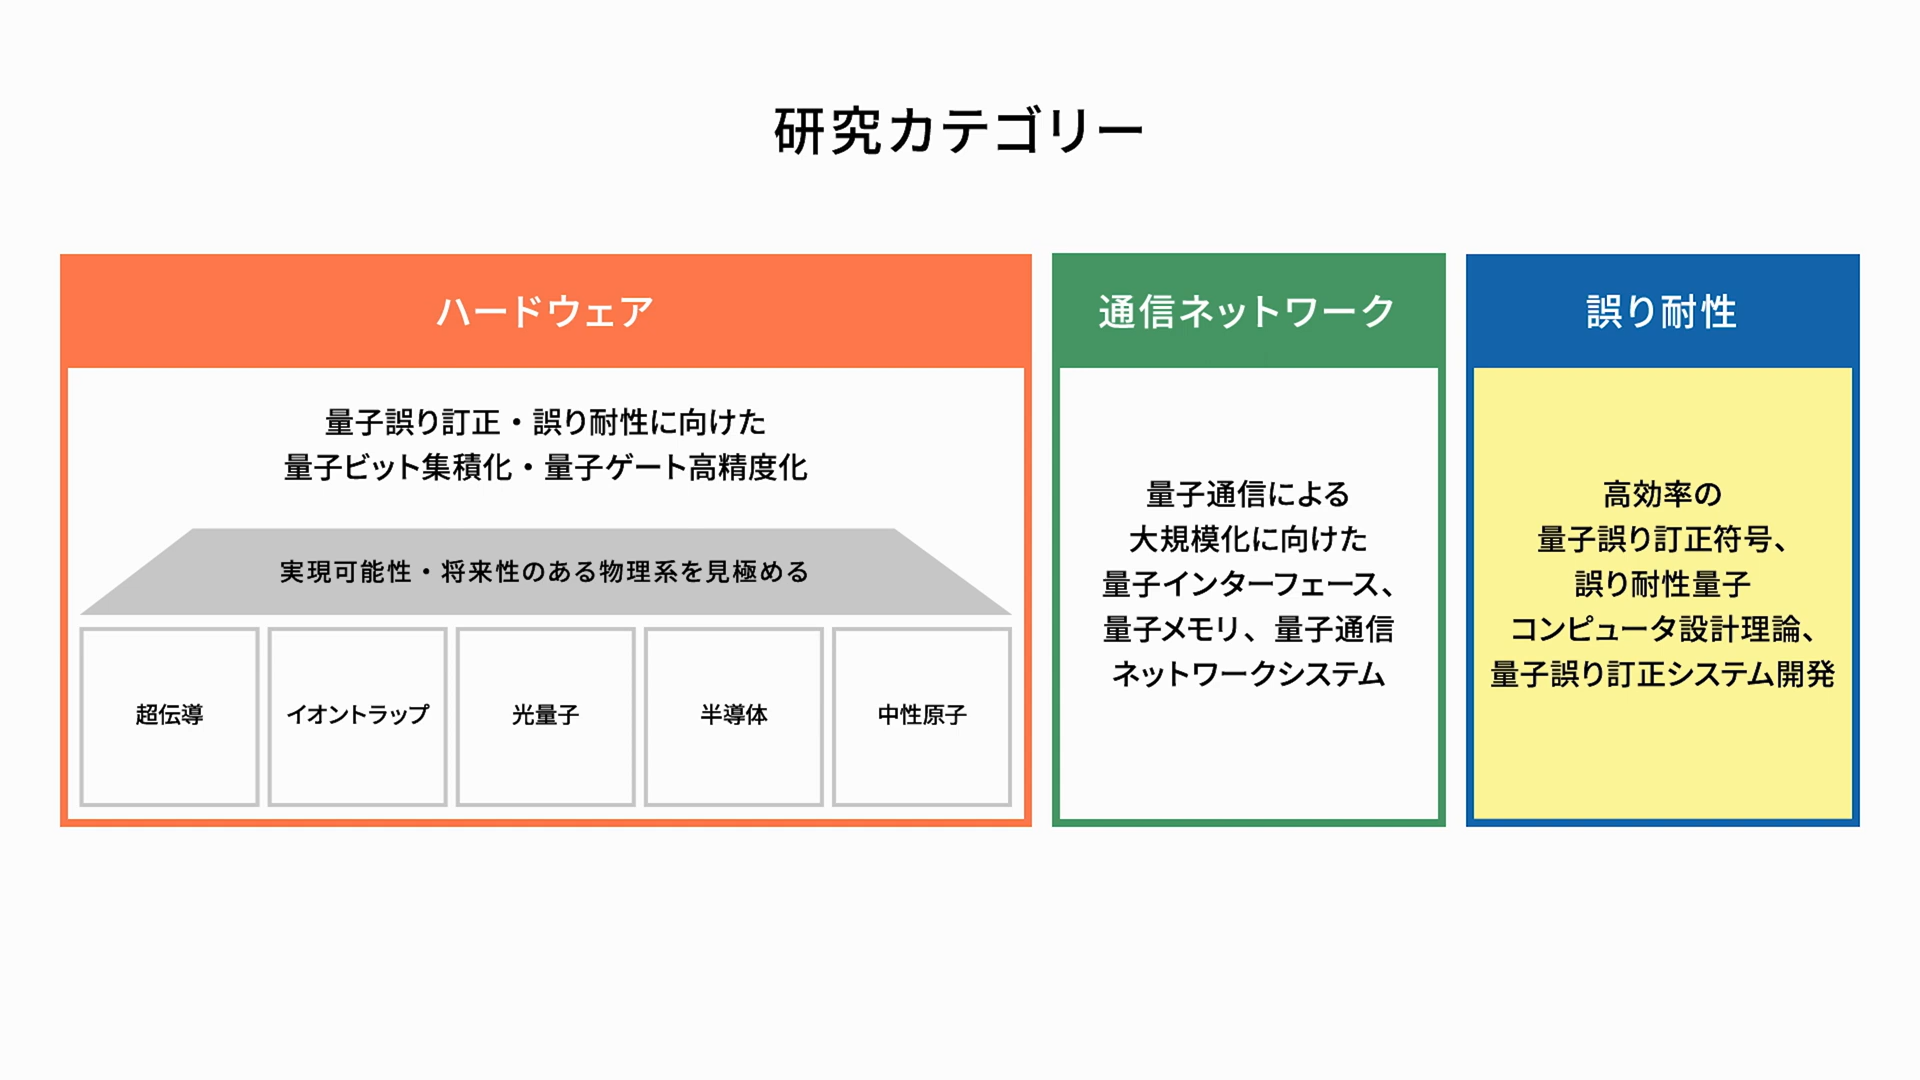 研究カテゴリー
ハードウェア
量子誤り訂正・誤り耐性に向けた
量子ビット集積化・量子ゲート高精度化
実現可能性・将来性のある物理系を見極める
超伝導
イオントラップ
光量子
半導体
中性原子
通信ネットワーク
量子通信による
大規模化に向けた
量子インターフェース、
量子メモリ、量子通信
ネットワークシステム
誤り耐性
高効率の
量子誤り訂正符号、
誤り耐性量子
コンピュータ設計理論、
量子誤り訂正システム開発